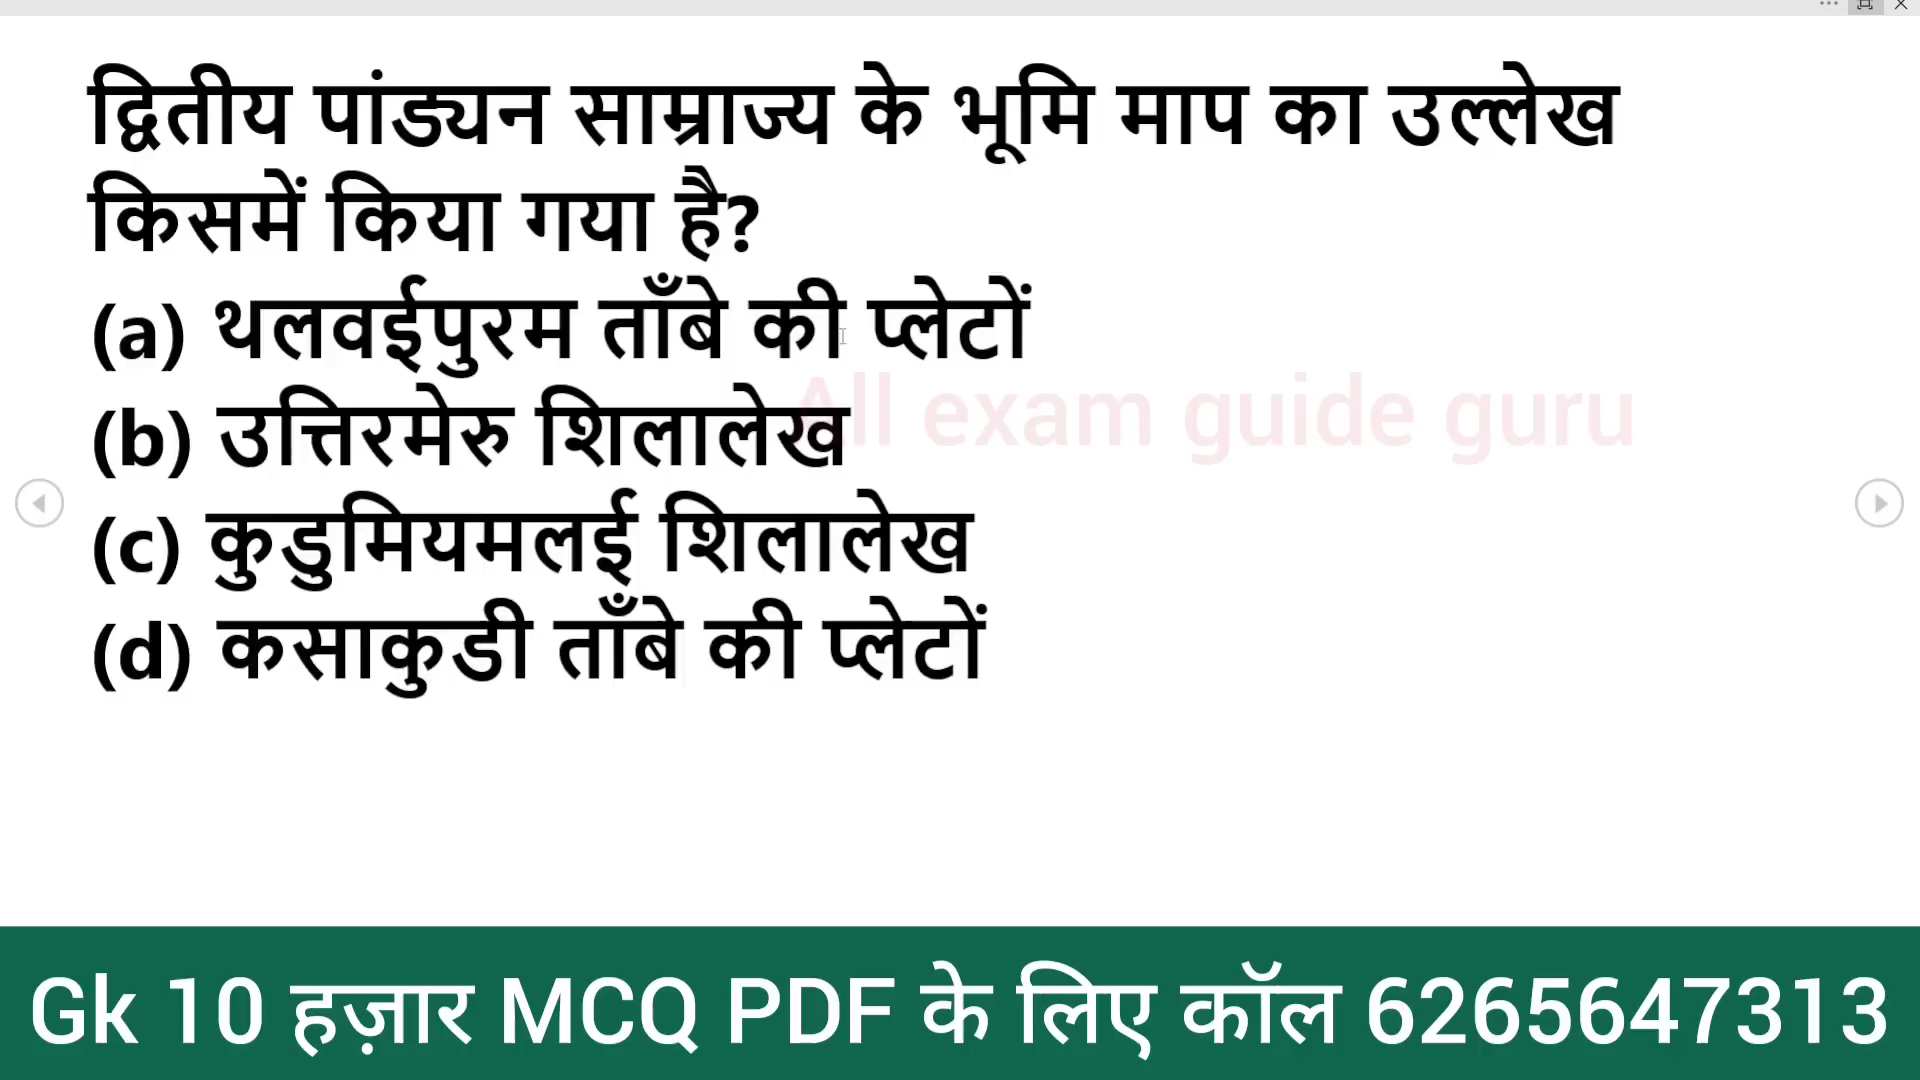 द्वितीय पांड्यन साम्राज्य के भूमि माप का उल्लेख
किसमें किया गया है?
(a) थलवईपुरम ताँबे की प्लेटों
(b) उत्तिरमेरु शिलालेख
All exam guide guru
(c) कुडुमियमलई शिलालेख
(d) कसाकुडी ताँबे की प्लेटों
Gk 10 हज़ार MCQ PDF के लिए कॉल 6265647313